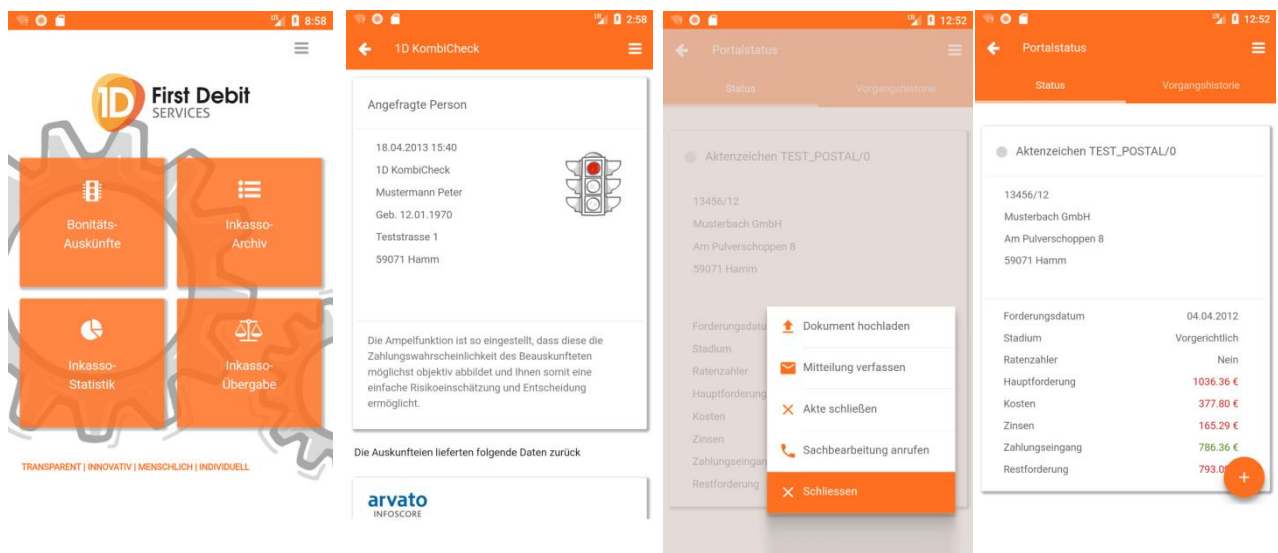 8:58
1D First Debit
SERVICES
Bonitäts-
Auskünfte
Inkasso-
Archiv
Inkasso-
Statistik
Inkasso-
Übergabe
TRANSPARENT | INNOVATIV | MENSCHLICH | INDIVIDUELL
2:58
1D KombiCheck
Angefragte Person
18.04.2013 15:40
1D KombiCheck
Mustermann Peter
Geb. 12.01.1970
Teststrasse 1
59071 Hamm
Die Ampelfunktion ist so eingestellt, dass diese die
Zahlungswahrscheinlichkeit des Beauskunfteten
möglichst objektiv abbildet und Ihnen somit eine
einfache Risikoeinschätzung und Entscheidung
ermöglicht.
Die Auskunfteien lieferten folgende Daten zurück
arvato
INFOSCORE
12:52
Portalstatus
Status Vorgangshistorie
Aktenzeichen TEST_POSTAL/0
13456/12
Musterbach GmbH
Am Pulverschoppen 8
59071 Hamm
Forderungsdatu
Stadium
Ratenzahler
Hauptforderung
Kosten
Zinsen
Zahlungseingan
Restforderung
Dokument hochladen
Mitteilung verfassen
Akte schließen
Sachbearbeitung anrufen
Schliessen
12:52
Portalstatus
Status Vorgangshistorie
Aktenzeichen TEST_POSTAL/0
13456/12
Musterbach GmbH
Am Pulverschoppen 8
59071 Hamm
Forderungsdatum 04.04.2012
Stadium Vorgerichtlich
Ratenzahler Nein
Hauptforderung 1036.36 €
Kosten 377.80 €
Zinsen 165.29 €
Zahlungseingang 786.36 €
Restforderung